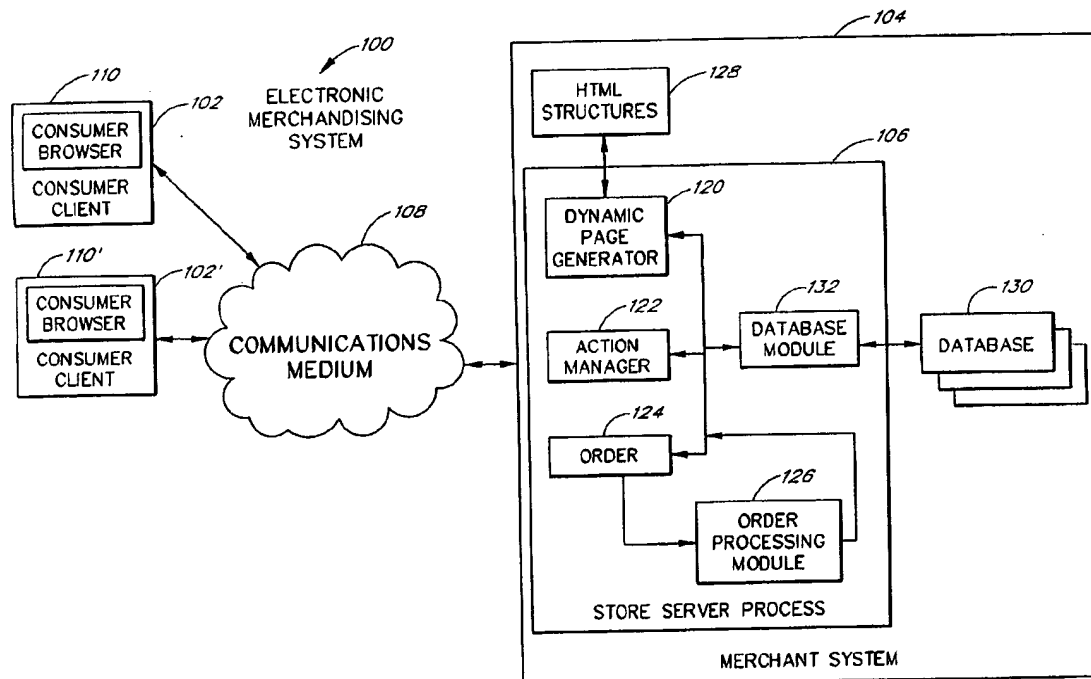 100
ELECTRONIC
MERCHANDISING
SYSTEM
110
102
CONSUMER
BROWSER
CONSUMER
CLIENT
110'
102'
CONSUMER
BROWSER
CONSUMER
CLIENT
108
COMMUNICATIONS
MEDIUM
104
128
HTML
STRUCTURES
106
120
DYNAMIC
PAGE
GENERATOR
122
ACTION
MANAGER
132
DATABASE
MODULE
130
DATABASE
124
ORDER
126
ORDER
PROCESSING
MODULE
STORE SERVER PROCESS
MERCHANT SYSTEM